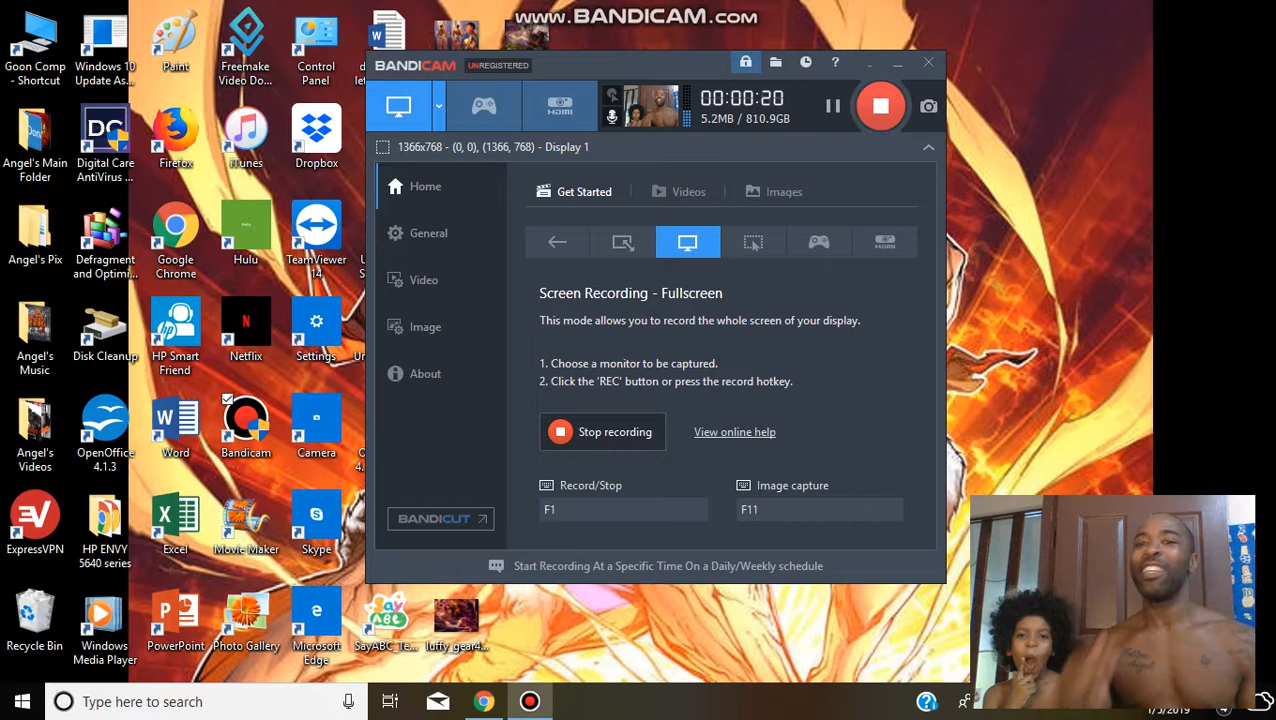 www.BANDICAM.com
Goon Comp - Shortcut
Windows 10 Update As...
Paint
Freemake Video Do...
Control Panel
BANDICAM UNREGISTERED
00:00:20
5.2MB / 810.9GB
1366x768 - (0, 0), (1366, 768) - Display 1
Angel's Main Folder
Digital Care AntiVirus ...
Firefox
iTunes
Dropbox
Home
General
Video
Image
About
BANDICUT
Get Started
Videos
Images
Screen Recording - Fullscreen
This mode allows you to record the whole screen of your display.
1. Choose a monitor to be captured.
2. Click the 'REC' button or press the record hotkey.
Stop recording
View online help
Record/Stop
Image capture
F1
F11
Start Recording At a Specific Time On a Daily/Weekly schedule
Angel's Pix
Defragment and Optimi...
Google Chrome
Hulu
TeamViewer 14
Angel's Music
Disk Cleanup
HP Smart Friend
Netflix
Settings
Angel's Videos
OpenOffice 4.1.3
Word
Bandicam
Camera
ExpressVPN
HP ENVY 5640 series
Excel
Movie Maker
Skype
Recycle Bin
Windows Media Player
PowerPoint
Photo Gallery
Microsoft Edge
SayABC_Te...
luffy_gear4...
Type here to search